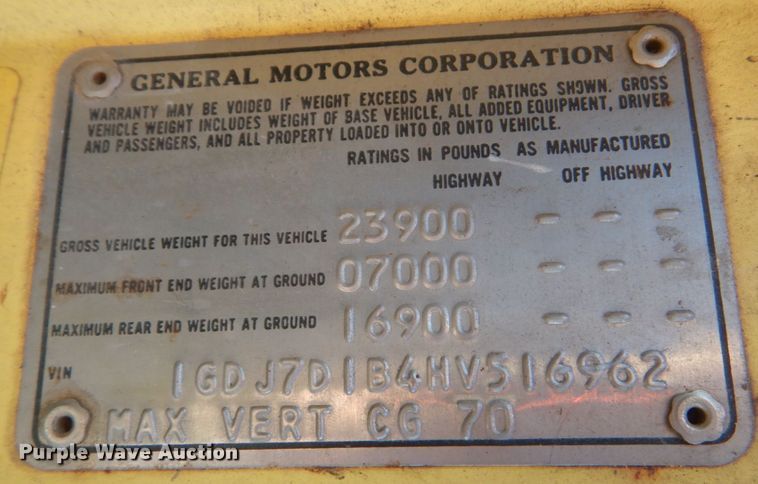 GENERAL MOTORS CORPORATION
WARRANTY MAY BE VOIDED IF WEIGHT EXCEEDS ANY OF RATINGS SHOWN. GROSS
VEHICLE WEIGHT INCLUDES WEIGHT OF BASE VEHICLE, ALL ADDED EQUIPMENT, DRIVER
AND PASSENGERS, AND ALL PROPERTY LOADED INTO OR ONTO VEHICLE.
RATINGS IN POUNDS AS MANUFACTURED
HIGHWAY OFF HIGHWAY
GROSS VEHICLE WEIGHT FOR THIS VEHICLE 23900 - - -
MAXIMUM FRONT END WEIGHT AT GROUND 07000 - - -
MAXIMUM REAR END WEIGHT AT GROUND 16900 - - -
VIN 1GDJ7D1B4HV516962
MAX VERT CG 70
Purple Wave Auction